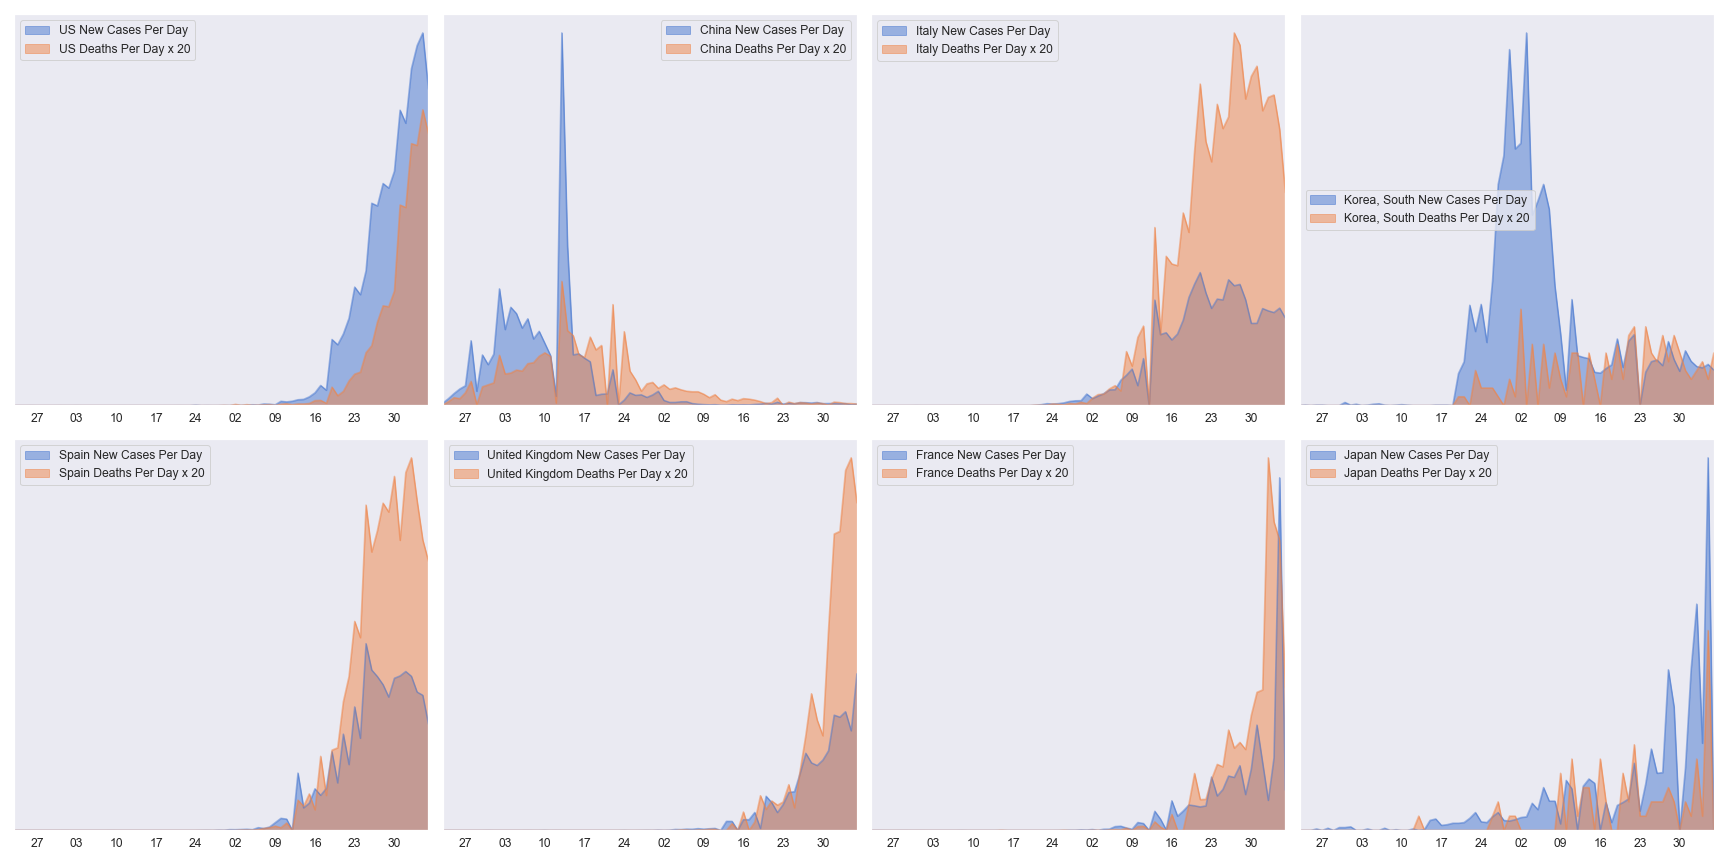 US New Cases Per Day
US Deaths Per Day x 20
27 03 10 17 24 02 09 16 23 30
China New Cases Per Day
China Deaths Per Day x 20
27 03 10 17 24 02 09 16 23 30
Italy New Cases Per Day
Italy Deaths Per Day x 20
27 03 10 17 24 02 09 16 23 30
Korea, South New Cases Per Day
Korea, South Deaths Per Day x 20
27 03 10 17 24 02 09 16 23 30
Spain New Cases Per Day
Spain Deaths Per Day x 20
27 03 10 17 24 02 09 16 23 30
United Kingdom New Cases Per Day
United Kingdom Deaths Per Day x 20
27 03 10 17 24 02 09 16 23 30
France New Cases Per Day
France Deaths Per Day x 20
27 03 10 17 24 02 09 16 23 30
Japan New Cases Per Day
Japan Deaths Per Day x 20
27 03 10 17 24 02 09 16 23 30